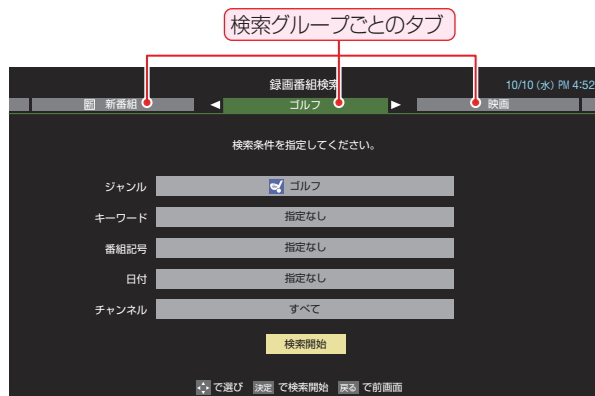 検索グループごとのタブ
録画番組検索
10/10 (水) PM 4:52
新 新番組
ゴルフ
映画
検索条件を指定してください。
ジャンル ゴルフ
キーワード 指定なし
番組記号 指定なし
日付 指定なし
チャンネル すべて
検索開始
で選び 決定 で検索開始 戻る で前画面